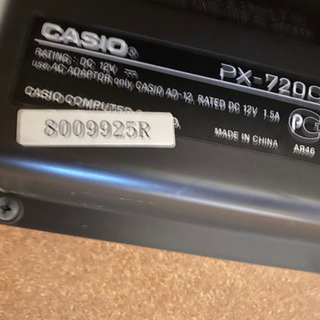 CASIO®
PX-720C
RATING: DC 12V
use AC ADAPTOR only CASIO AD-12 RATED DC 12V 1.5A
CASIO COMPUTER
8009925R
MADE IN CHINA
AR46